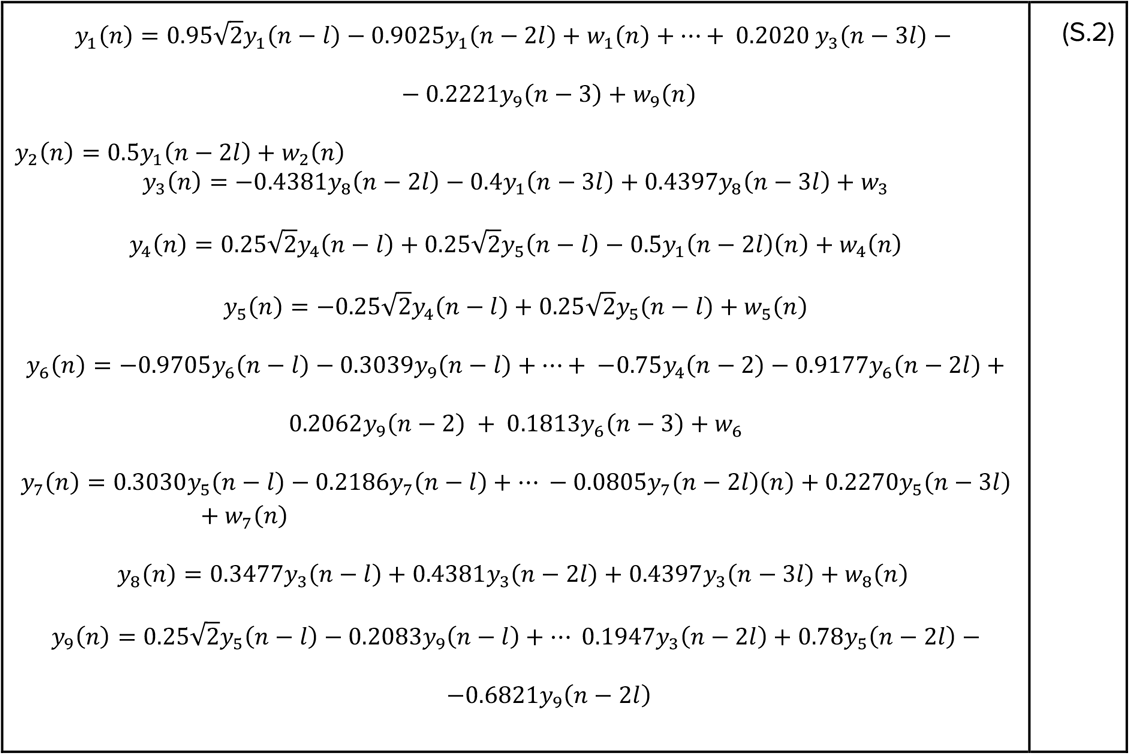 y₁(n) = 0.95√2y₁(n − l) − 0.9025y₁(n − 2l) + w₁(n) + ⋯ + 0.2020 y₃(n − 3l) −
(S.2)
− 0.2221y₉(n − 3) + w₉(n)
y₂(n) = 0.5y₁(n − 2l) + w₂(n)
y₃(n) = −0.4381y₈(n − 2l) − 0.4y₁(n − 3l) + 0.4397y₈(n − 3l) + w₃
y₄(n) = 0.25√2y₄(n − l) + 0.25√2y₅(n − l) − 0.5y₁(n − 2l)(n) + w₄(n)
y₅(n) = −0.25√2y₄(n − l) + 0.25√2y₅(n − l) + w₅(n)
y₆(n) = −0.9705y₆(n − l) − 0.3039y₉(n − l) + ⋯ + −0.75y₄(n − 2) − 0.9177y₆(n − 2l) +
0.2062y₉(n − 2) + 0.1813y₆(n − 3) + w₆
y₇(n) = 0.3030y₅(n − l) − 0.2186y₇(n − l) + ⋯ − 0.0805y₇(n − 2l)(n) + 0.2270y₅(n − 3l)
+ w₇(n)
y₈(n) = 0.3477y₃(n − l) + 0.4381y₃(n − 2l) + 0.4397y₃(n − 3l) + w₈(n)
y₉(n) = 0.25√2y₅(n − l) − 0.2083y₉(n − l) + ⋯ 0.1947y₃(n − 2l) + 0.78y₅(n − 2l) −
−0.6821y₉(n − 2l)